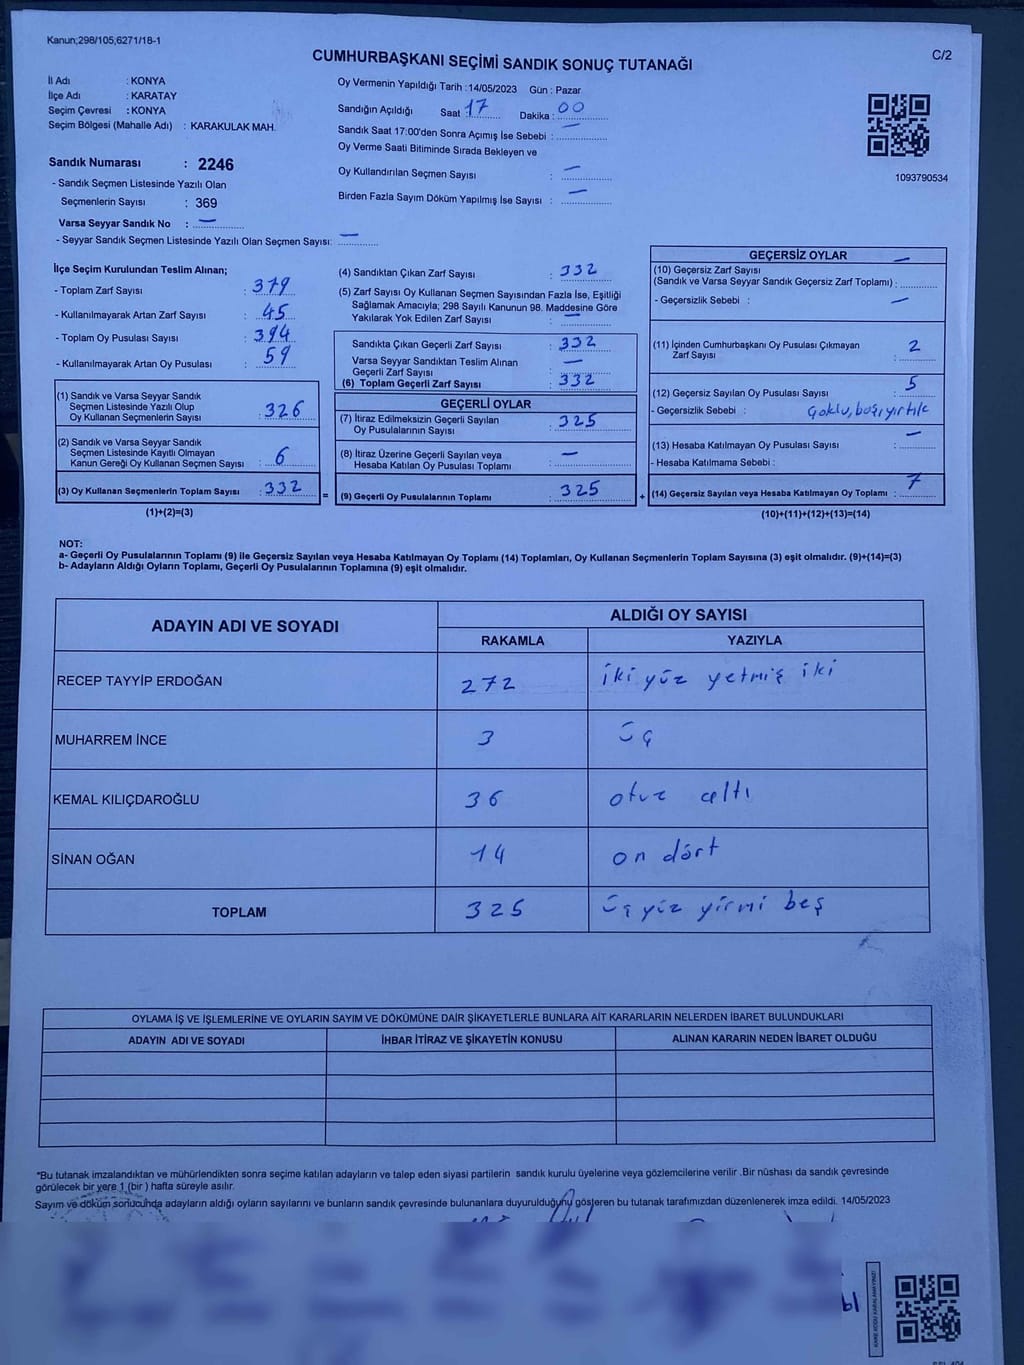 Kanun;298/105;6271/18-1
C/2
CUMHURBAŞKANI SEÇİMİ SANDIK SONUÇ TUTANAĞI
İl Adı : KONYA
İlçe Adı : KARATAY
Seçim Çevresi : KONYA
Seçim Bölgesi (Mahalle Adı) : KARAKULAK MAH.
Sandık Numarası : 2246
- Sandık Seçmen Listesinde Yazılı Olan
Seçmenlerin Sayısı : 369
Varsa Seyyar Sandık No : —
- Seyyar Sandık Seçmen Listesinde Yazılı Olan Seçmen Sayısı: —
Oy Vermenin Yapıldığı Tarih :14/05/2023 Gün : Pazar
Sandığın Açıldığı Saat : 17 Dakika : 00
Sandık Saat 17:00'den Sonra Açımış İse Sebebi : —
Oy Verme Saati Bitiminde Sırada Bekleyen ve
Oy Kullandırılan Seçmen Sayısı : —
Birden Fazla Sayım Döküm Yapılmış İse Sayısı : —
1093790534
İlçe Seçim Kurulundan Teslim Alınan;
- Toplam Zarf Sayısı : 379
- Kullanılmayarak Artan Zarf Sayısı : 45
- Toplam Oy Pusulası Sayısı : 394
- Kullanılmayarak Artan Oy Pusulası : 59
(1) Sandık ve Varsa Seyyar Sandık
Seçmen Listesinde Yazılı Olup
Oy Kullanan Seçmenlerin Sayısı : 326
(2) Sandık ve Varsa Seyyar Sandık
Seçmen Listesinde Kayıtlı Olmayan
Kanun Gereği Oy Kullanan Seçmen Sayısı : 6
(3) Oy Kullanan Seçmenlerin Toplam Sayısı : 332 =
(1)+(2)=(3)
(4) Sandıktan Çıkan Zarf Sayısı : 332
(5) Zarf Sayısı Oy Kullanan Seçmen Sayısından Fazla İse, Eşitliği
Sağlamak Amacıyla; 298 Sayılı Kanunun 98. Maddesine Göre
Yakılarak Yok Edilen Zarf Sayısı : —
Sandıkta Çıkan Geçerli Zarf Sayısı : 332
Varsa Seyyar Sandıktan Teslim Alınan
Geçerli Zarf Sayısı : —
(6) Toplam Geçerli Zarf Sayısı : 332
GEÇERLİ OYLAR
(7) İtiraz Edilmeksizin Geçerli Sayılan
Oy Pusulalarının Sayısı : 325
(8) İtiraz Üzerine Geçerli Sayılan veya
Hesaba Katılan Oy Pusulası Toplamı : —
(9) Geçerli Oy Pusulalarının Toplamı : 325 +
GEÇERSİZ OYLAR
(10) Geçersiz Zarf Sayısı
(Sandık ve Varsa Seyyar Sandık Geçersiz Zarf Toplamı) : —
- Geçersizlik Sebebi : —
(11) İçinden Cumhurbaşkanı Oy Pusulası Çıkmayan
Zarf Sayısı : 2
(12) Geçersiz Sayılan Oy Pusulası Sayısı : 5
- Geçersizlik Sebebi : Çoklu, boş, yırtık
(13) Hesaba Katılmayan Oy Pusulası Sayısı : —
- Hesaba Katılmama Sebebi :
(14) Geçersiz Sayılan veya Hesaba Katılmayan Oy Toplamı : 7
(10)+(11)+(12)+(13)=(14)
NOT:
a- Geçerli Oy Pusulalarının Toplamı (9) ile Geçersiz Sayılan veya Hesaba Katılmayan Oy Toplamı (14) Toplamları, Oy Kullanan Seçmenlerin Toplam Sayısına (3) eşit olmalıdır. (9)+(14)=(3)
b- Adayların Aldığı Oyların Toplamı, Geçerli Oy Pusulalarının Toplamına (9) eşit olmalıdır.
ADAYIN ADI VE SOYADI
ALDIĞI OY SAYISI
RAKAMLA YAZIYLA
RECEP TAYYİP ERDOĞAN 272 iki yüz yetmiş iki
MUHARREM İNCE 3 üç
KEMAL KILIÇDAROĞLU 36 otuz altı
SİNAN OĞAN 14 on dört
TOPLAM 325 üç yüz yirmi beş
OYLAMA İŞ VE İŞLEMLERİNE VE OYLARIN SAYIM VE DÖKÜMÜNE DAİR ŞİKAYETLERLE BUNLARA AİT KARARLARIN NELERDEN İBARET BULUNDUKLARI
ADAYIN ADI VE SOYADI İHBAR İTİRAZ VE ŞİKAYETİN KONUSU ALINAN KARARIN NEDEN İBARET OLDUĞU
*Bu tutanak imzalandıktan ve mühürlendikten sonra seçime katılan adayların ve talep eden siyasi partilerin sandık kurulu üyelerine veya gözlemcilerine verilir .Bir nüshası da sandık çevresinde
görülecek bir yere 1 (bir ) hafta süreyle asılır.
Sayım ve döküm sonucunda adayların aldığı oyların sayılarını ve bunların sandık çevresinde bulunanlara duyurulduğunu gösteren bu tutanak tarafımızdan düzenlenerek imza edildi. 14/05/2023